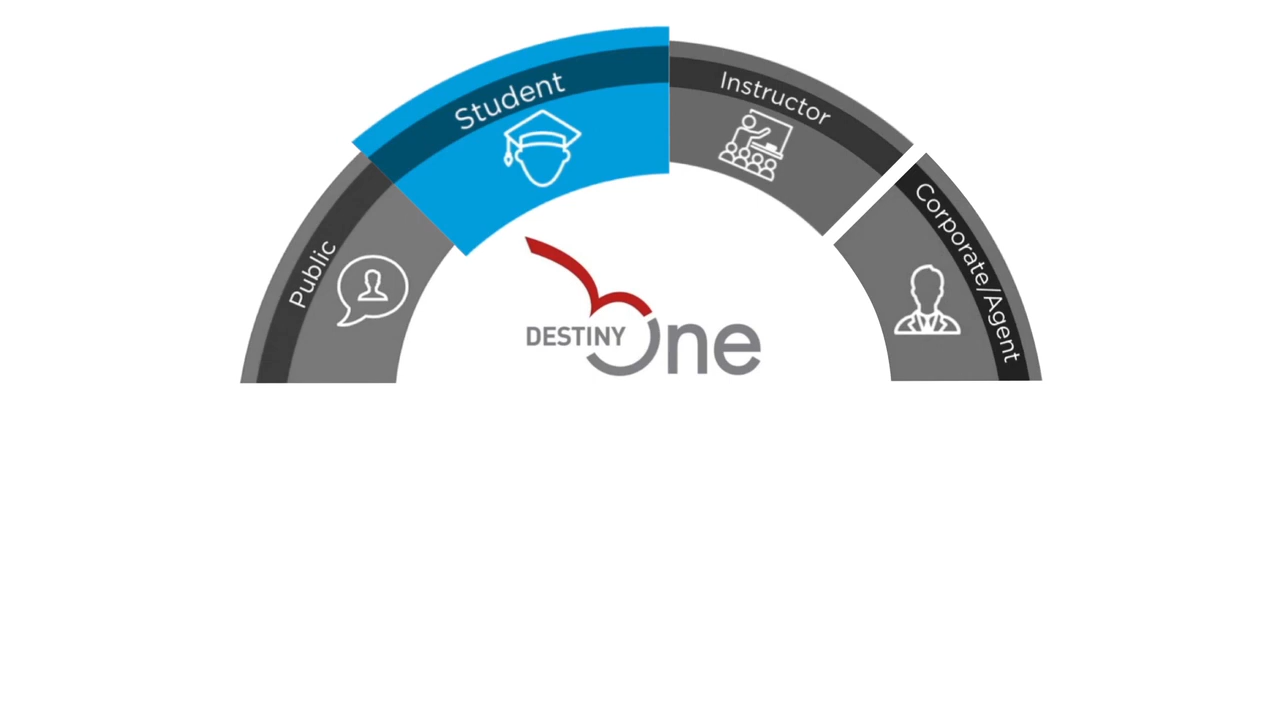 Public
Student
Instructor
Corporate/Agent
DESTINY One